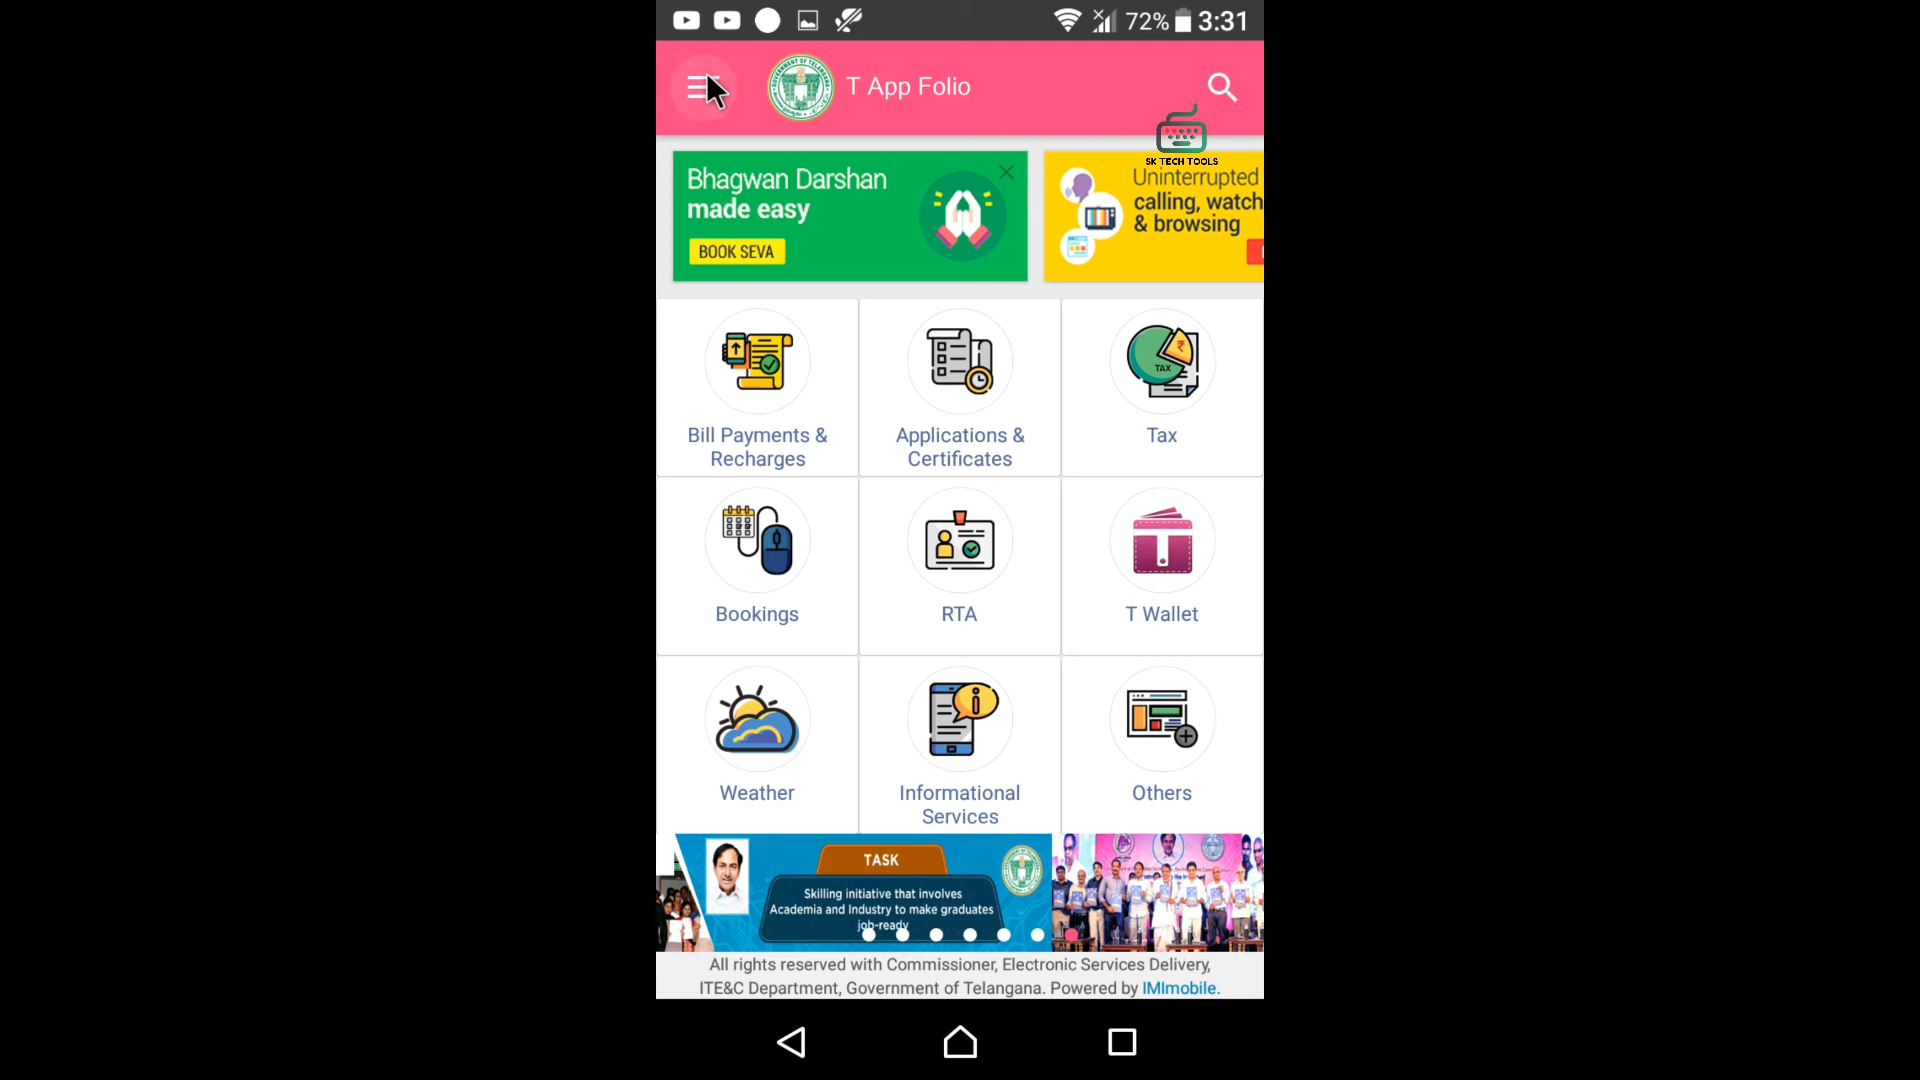 72% 3:31
T App Folio
SK TECH TOOLS
Bhagwan Darshan
made easy
BOOK SEVA
Uninterrupted
calling, watch
& browsing
Bill Payments &
Recharges
Applications &
Certificates
TAX
Tax
Bookings
RTA
T Wallet
Weather
Informational
Services
Others
TASK
Skilling initiative that involves
Academia and Industry to make graduates
job-ready
All rights reserved with Commissioner, Electronic Services Delivery,
ITE&C Department, Government of Telangana. Powered by IMImobile.